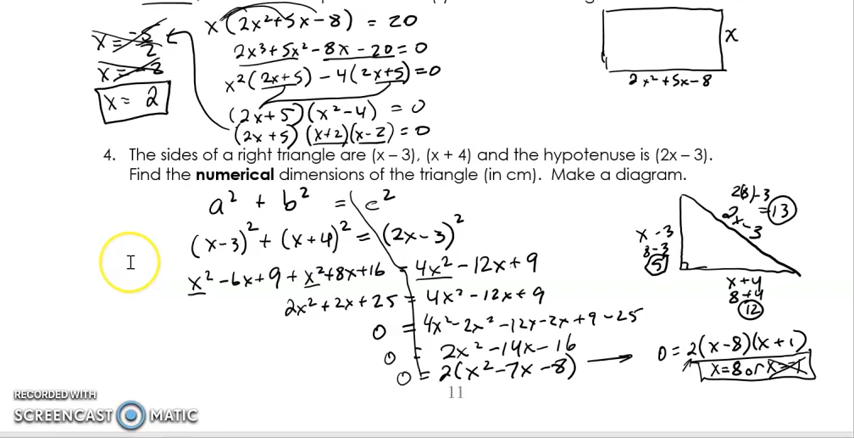 x(2x²+5x-8) = 20
2x³+5x²-8x-20=0
x²(2x+5) - 4(2x+5)=0
(2x+5)(x²-4) = 0
(2x+5)(x+2)(x-2)=0
x = -5/2
x = -2
x = 2
x
2x²+5x-8
4. The sides of a right triangle are (x – 3), (x + 4) and the hypotenuse is (2x – 3).
Find the numerical dimensions of the triangle (in cm). Make a diagram.
a² + b² = c²
(x-3)² + (x+4)² = (2x-3)²
x² -6x+9 + x²+8x+16 = 4x² -12x+9
2x²+2x+25 = 4x² -12x+9
0 = 4x²-2x²-12x-2x+9-25
0 = 2x²-14x-16
0 = 2(x²-7x-8)
0=2(x-8)(x+1)
x=8 or x=-1
2(8)-3
=13
2x-3
x-3
8-3
5
x+4
8+4
12
11
RECORDED WITH
SCREENCAST MATIC